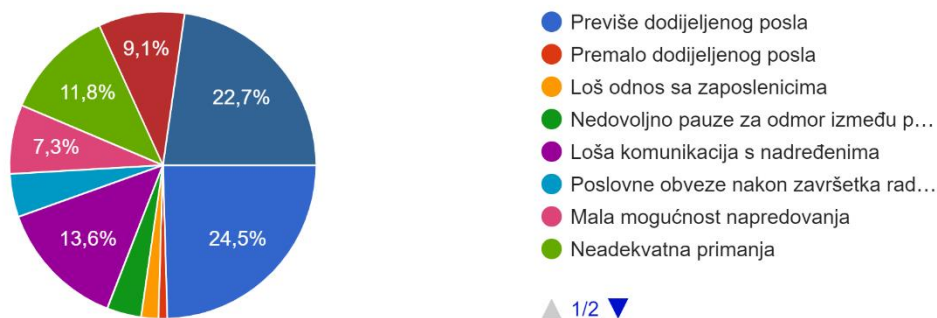 9,1%
22,7%
11,8%
7,3%
13,6%
24,5%
Previše dodijeljenog posla
Premalo dodijeljenog posla
Loš odnos sa zaposlenicima
Nedovoljno pauze za odmor između p…
Loša komunikacija s nadređenima
Poslovne obveze nakon završetka rad…
Mala mogućnost napredovanja
Neadekvatna primanja
1/2